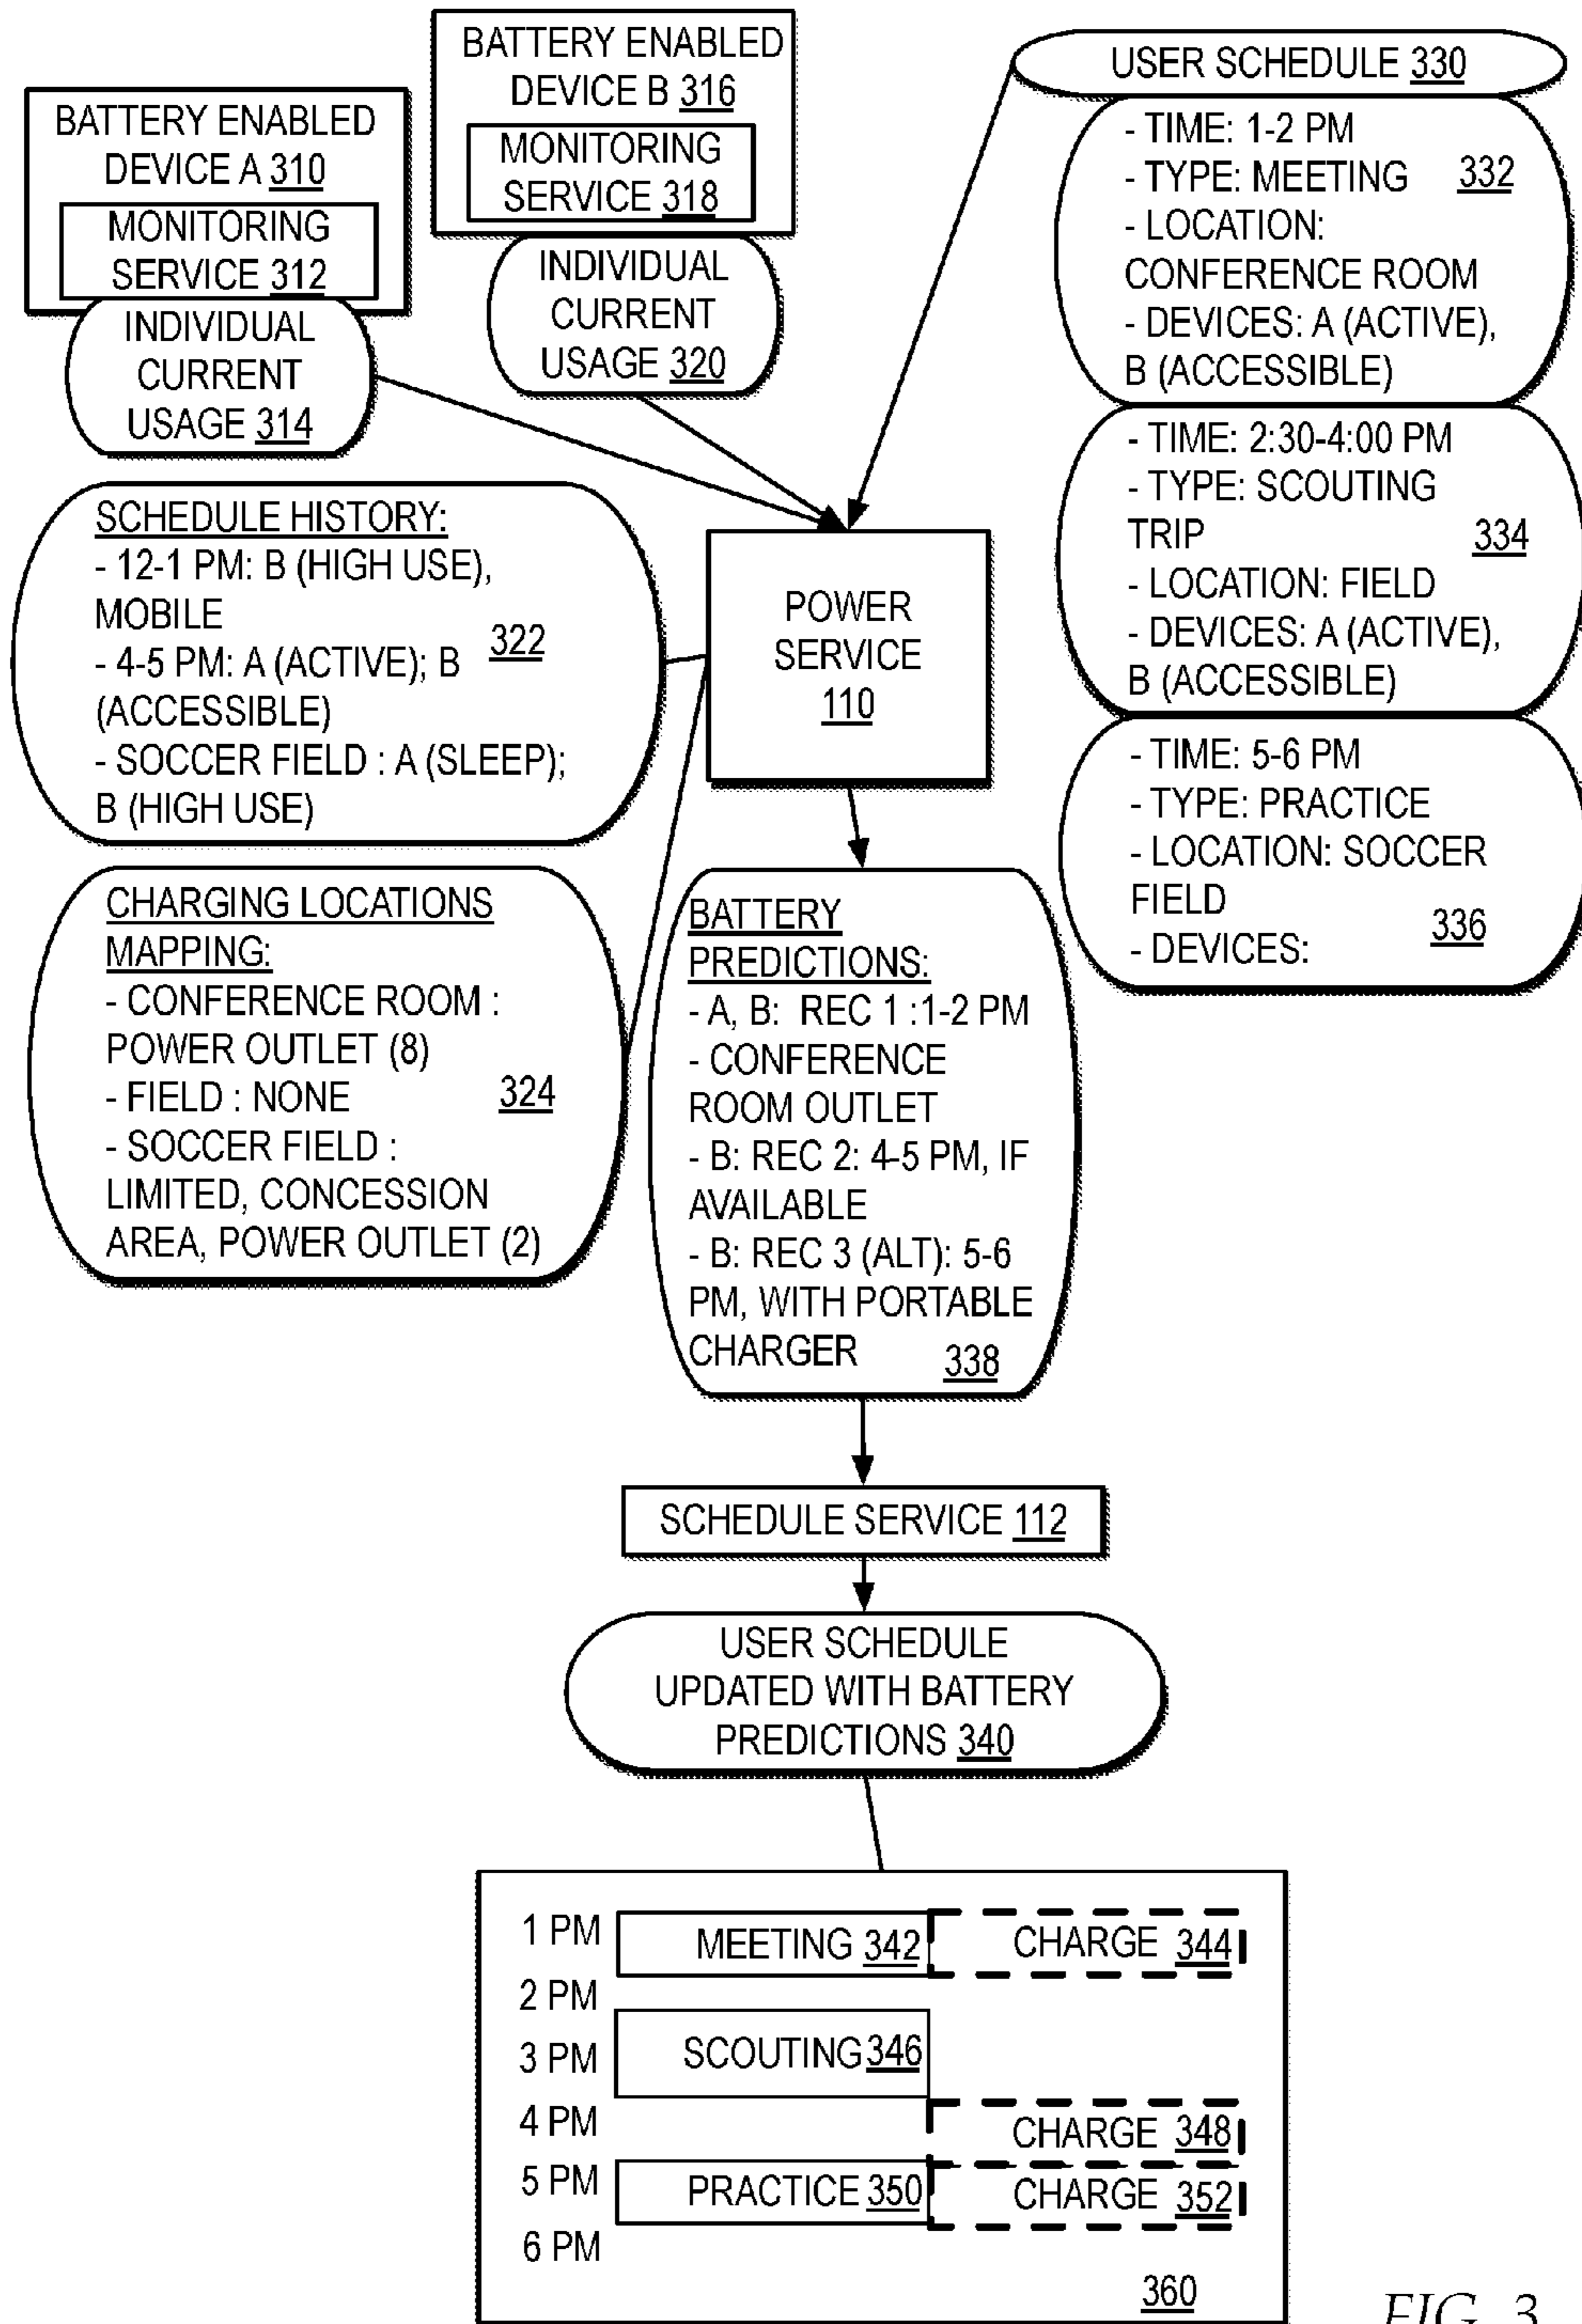 BATTERY ENABLED
DEVICE A 310
MONITORING
SERVICE 312
INDIVIDUAL
CURRENT
USAGE 314
BATTERY ENABLED
DEVICE B 316
MONITORING
SERVICE 318
INDIVIDUAL
CURRENT
USAGE 320
USER SCHEDULE 330
- TIME: 1-2 PM
- TYPE: MEETING 332
- LOCATION:
CONFERENCE ROOM
- DEVICES: A (ACTIVE),
B (ACCESSIBLE)
- TIME: 2:30-4:00 PM
- TYPE: SCOUTING
TRIP 334
- LOCATION: FIELD
- DEVICES: A (ACTIVE),
B (ACCESSIBLE)
- TIME: 5-6 PM
- TYPE: PRACTICE
- LOCATION: SOCCER
FIELD 336
- DEVICES:
SCHEDULE HISTORY:
- 12-1 PM: B (HIGH USE),
MOBILE 322
- 4-5 PM: A (ACTIVE); B
(ACCESSIBLE)
- SOCCER FIELD : A (SLEEP);
B (HIGH USE)
POWER
SERVICE
110
CHARGING LOCATIONS
MAPPING:
- CONFERENCE ROOM :
POWER OUTLET (8)
- FIELD : NONE 324
- SOCCER FIELD :
LIMITED, CONCESSION
AREA, POWER OUTLET (2)
BATTERY
PREDICTIONS:
- A, B: REC 1 :1-2 PM
- CONFERENCE
ROOM OUTLET
- B: REC 2: 4-5 PM, IF
AVAILABLE
- B: REC 3 (ALT): 5-6
PM, WITH PORTABLE
CHARGER 338
SCHEDULE SERVICE 112
USER SCHEDULE
UPDATED WITH BATTERY
PREDICTIONS 340
1 PM MEETING 342 CHARGE 344
2 PM
3 PM SCOUTING 346
4 PM CHARGE 348
5 PM PRACTICE 350 CHARGE 352
6 PM
360
FIG. 3